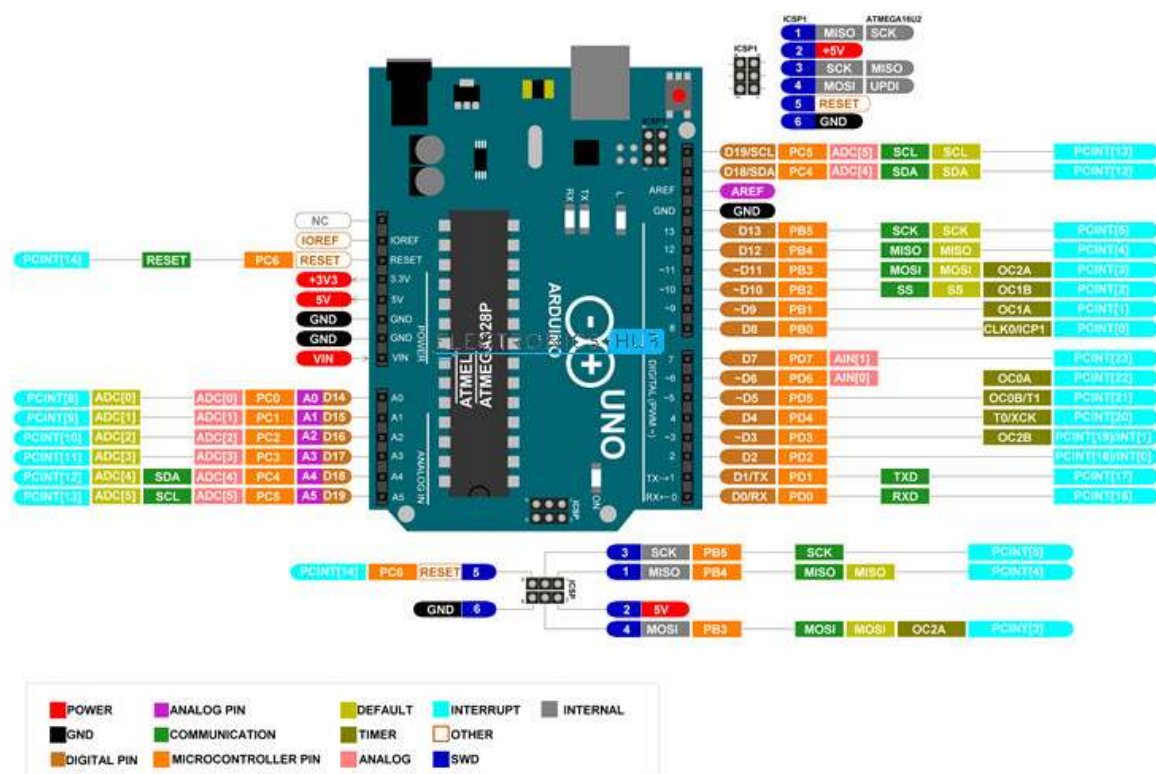 ICSP1 ATMEGA16U2
1 MISO SCK
2 +5V
3 SCK MISO
4 MOSI UPDI
5 RESET
6 GND
ICSP1
ICSP1
D19/SCL PC5 ADC[5] SCL SCL PCINT[13]
D18/SDA PC4 ADC[4] SDA SDA PCINT[12]
AREF AREF
GND GND
13 D13 PB5 SCK SCK PCINT[5]
12 D12 PB4 MISO MISO PCINT[4]
~11 ~D11 PB3 MOSI MOSI OC2A PCINT[3]
~10 ~D10 PB2 SS SS OC1B PCINT[2]
~9 ~D9 PB1 OC1A PCINT[1]
8 D8 PB0 CLK0/ICP1 PCINT[0]
7 D7 PD7 AIN[1] PCINT[23]
~6 ~D6 PD6 AIN[0] OC0A PCINT[22]
~5 ~D5 PD5 OC0B/T1 PCINT[21]
4 D4 PD4 T0/XCK PCINT[20]
~3 ~D3 PD3 OC2B PCINT[19]/INT[1]
2 D2 PD2 PCINT[18]/INT[0]
TX→1 D1/TX PD1 TXD PCINT[17]
RX←0 D0/RX PD0 RXD PCINT[16]
RX TX L
NC
IOREF IOREF
PCINT[14] RESET PC6 RESET RESET
+3V3 3.3V
5V 5V
GND GND
GND GND
VIN VIN
POWER
PCINT[8] ADC[0] ADC[0] PC0 A0 D14 A0
PCINT[9] ADC[1] ADC[1] PC1 A1 D15 A1
PCINT[10] ADC[2] ADC[2] PC2 A2 D16 A2
PCINT[11] ADC[3] ADC[3] PC3 A3 D17 A3
PCINT[12] ADC[4] SDA ADC[4] PC4 A4 D18 A4
PCINT[13] ADC[5] SCL ADC[5] PC5 A5 D19 A5
ANALOG IN
ATMEL
ATMEGA328P
ARDUINO
UNO
DIGITAL (PWM ~)
ELECTRONICS HUB
ON
ICSP
3 SCK PB5 SCK PCINT[5]
PCINT[14] PC6 RESET 5
1 MISO PB4 MISO MISO PCINT[4]
ICSP
GND 6
2 5V
4 MOSI PB3 MOSI MOSI OC2A PCINT[3]
POWER ANALOG PIN DEFAULT INTERRUPT INTERNAL
GND COMMUNICATION TIMER OTHER
DIGITAL PIN MICROCONTROLLER PIN ANALOG SWD